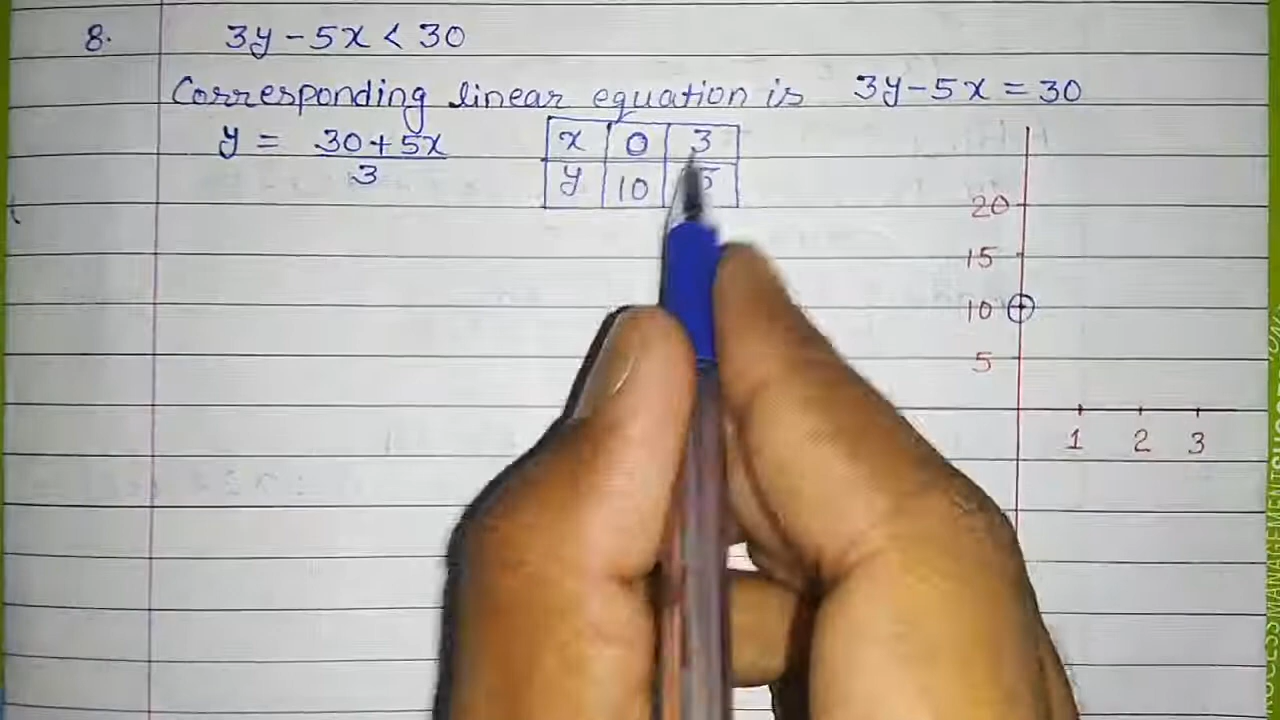 8. 3y - 5x < 30
Corresponding linear equation is 3y - 5x = 30
y = 30 + 5x
3
x 0 3
y 10 5
20
15
10
5
1 2 3